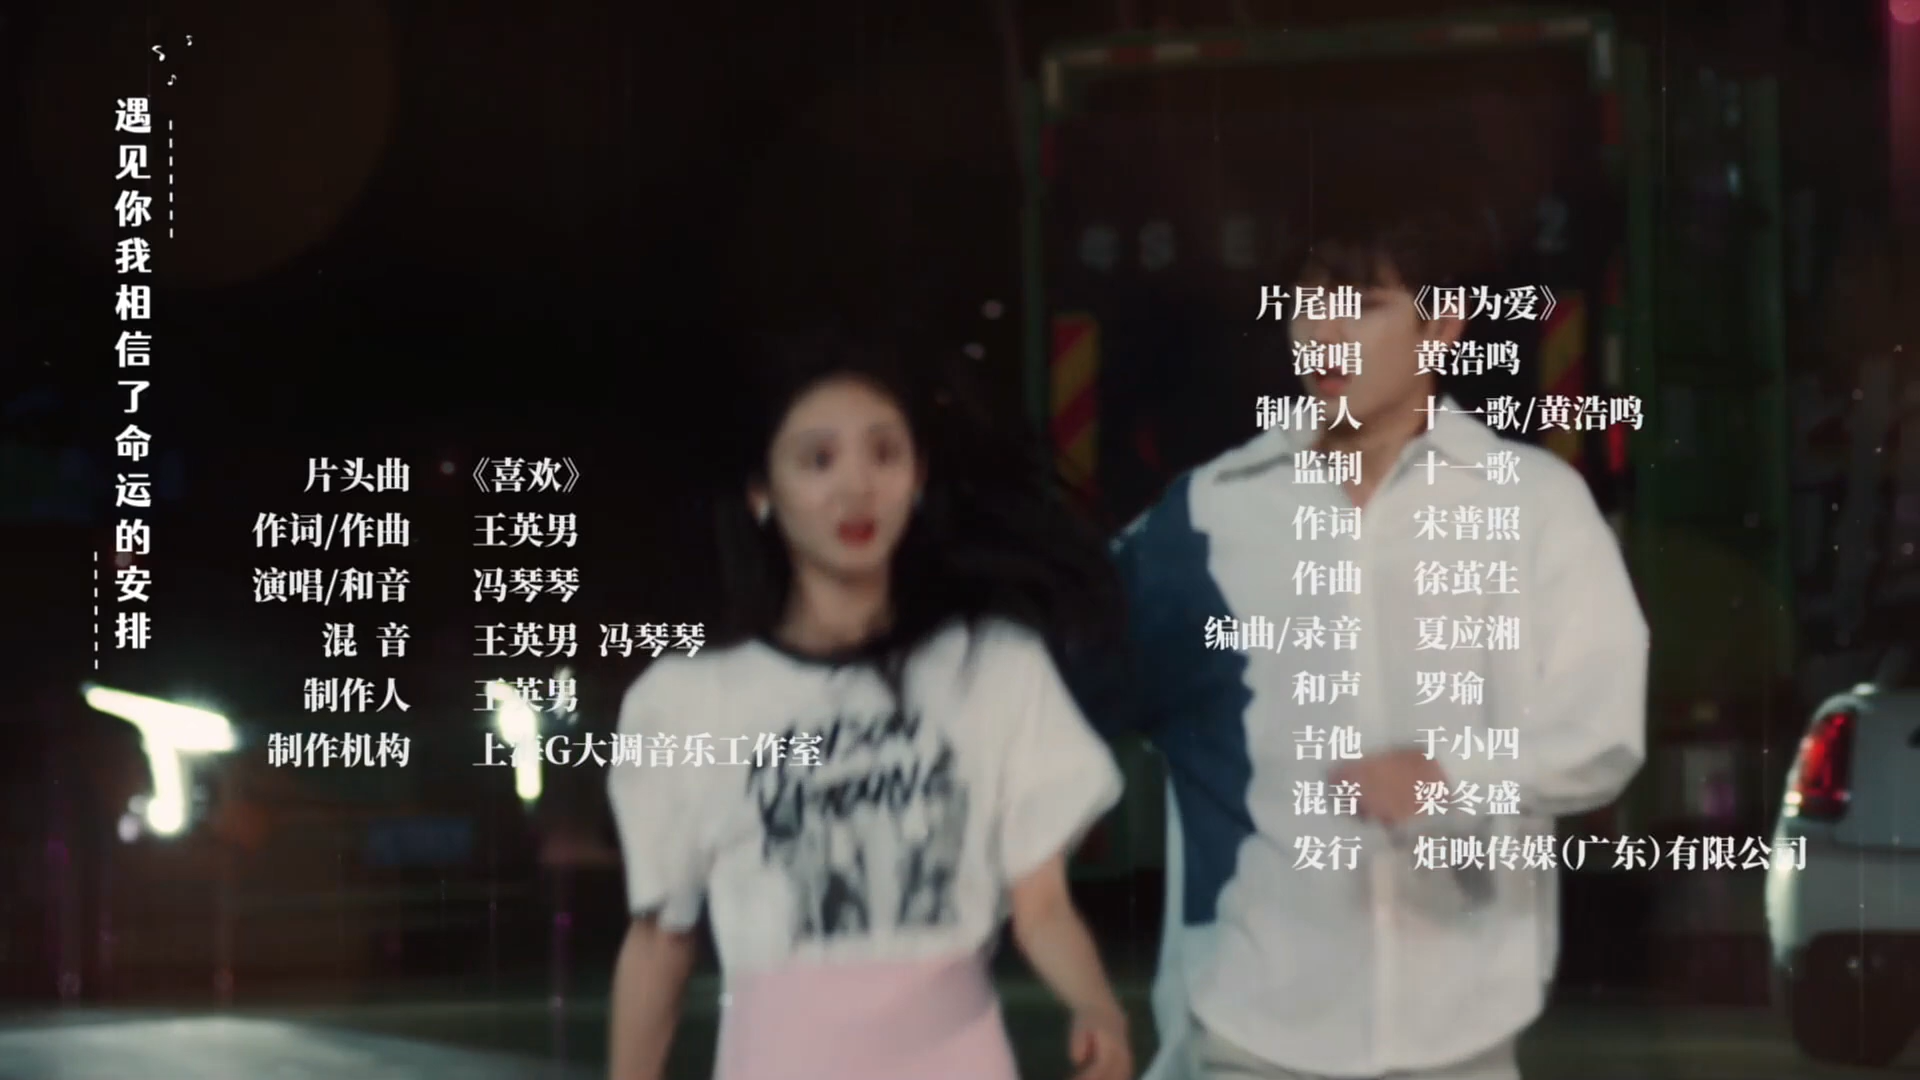 遇见你我相信了命运的安排
片头曲 《喜欢》
作词/作曲 王英男
演唱/和音 冯琴琴
混 音 王英男 冯琴琴
制作人 王英男
制作机构 上海G大调音乐工作室
片尾曲 《因为爱》
演唱 黄浩鸣
制作人 十一歌/黄浩鸣
监制 十一歌
作词 宋普照
作曲 徐茧生
编曲/录音 夏应湘
和声 罗瑜
吉他 于小四
混音 梁冬盛
发行 炬映传媒(广东)有限公司